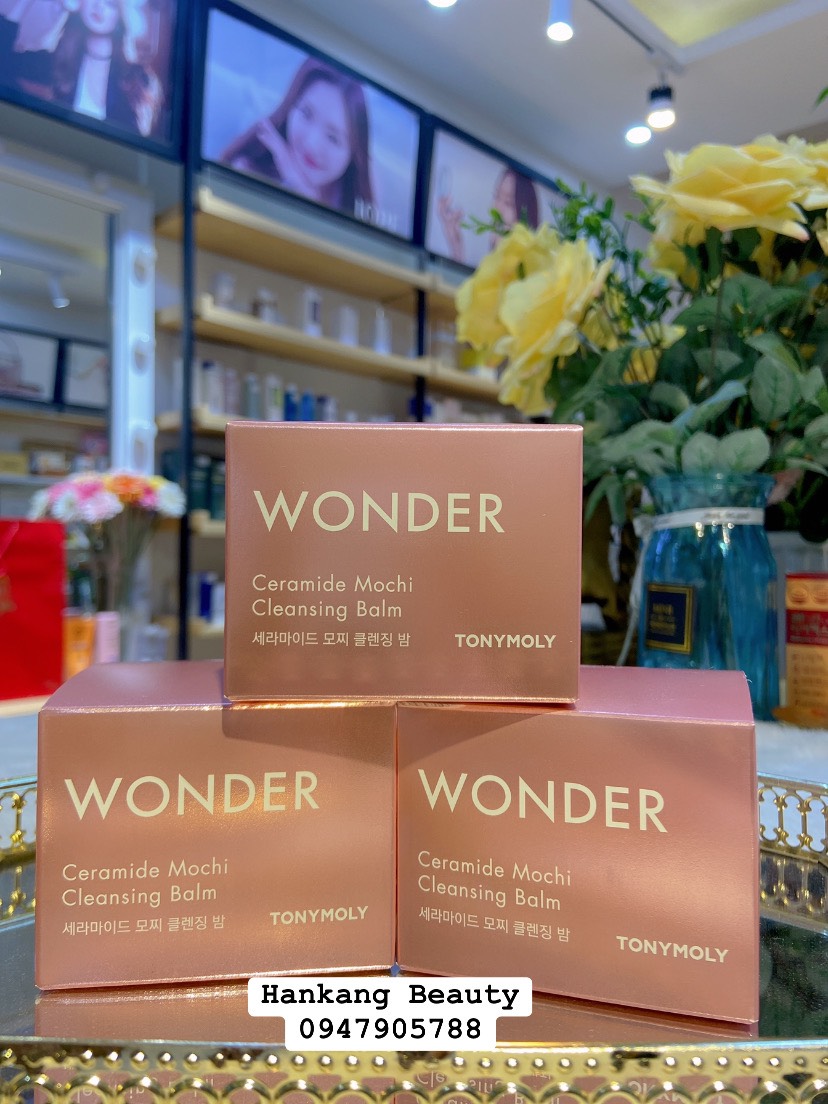 WONDER
Ceramide Mochi
Cleansing Balm
세라마이드 모찌 클렌징 밤
TONYMOLY
WONDER
Ceramide Mochi
Cleansing Balm
세라마이드 모찌 클렌징 밤
TONYMOLY
WONDER
Ceramide Mochi
Cleansing Balm
세라마이드 모찌 클렌징 밤
TONYMOLY
Hankang Beauty
0947905788